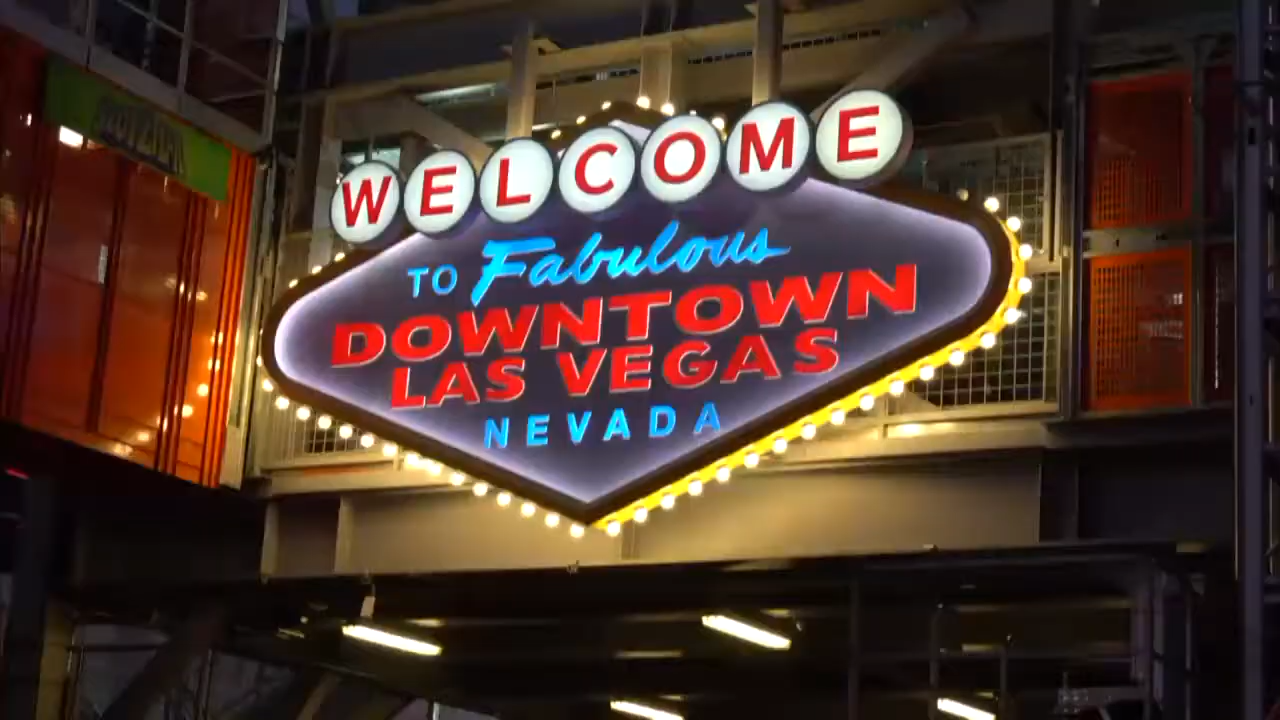 WELCOME
TO Fabulous
DOWNTOWN
LAS VEGAS
NEVADA